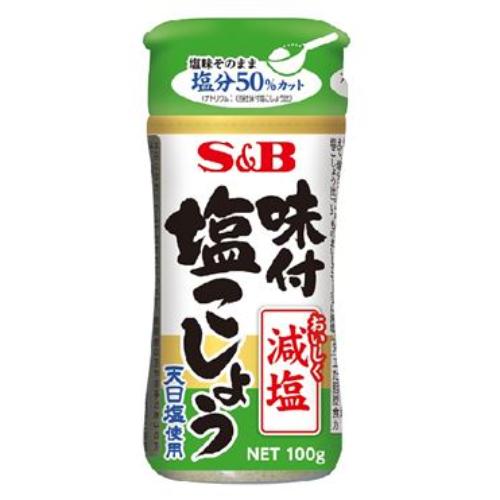 塩味そのまま
塩分50%カット
S&B
味付
塩こしょう
おいしく
減塩
天日塩使用
NET 100g